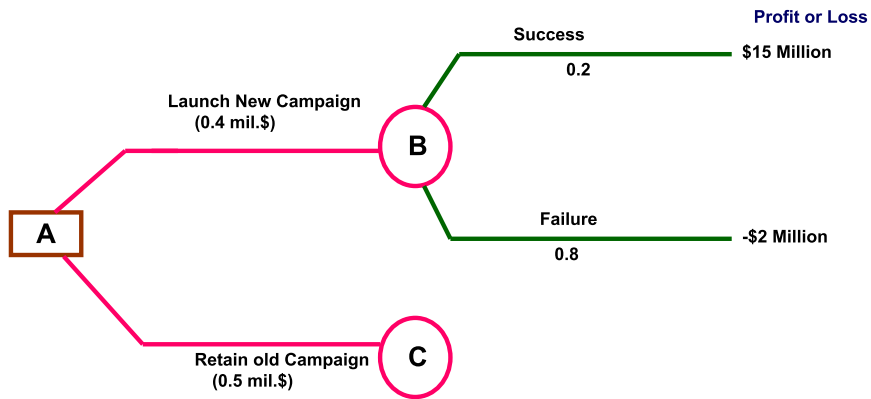 Profit or Loss
Success
$15 Million
0.2
Launch New Campaign
(0.4 mil.$)
B
Failure
A
-$2 Million
0.8
C
Retain old Campaign
(0.5 mil.$)